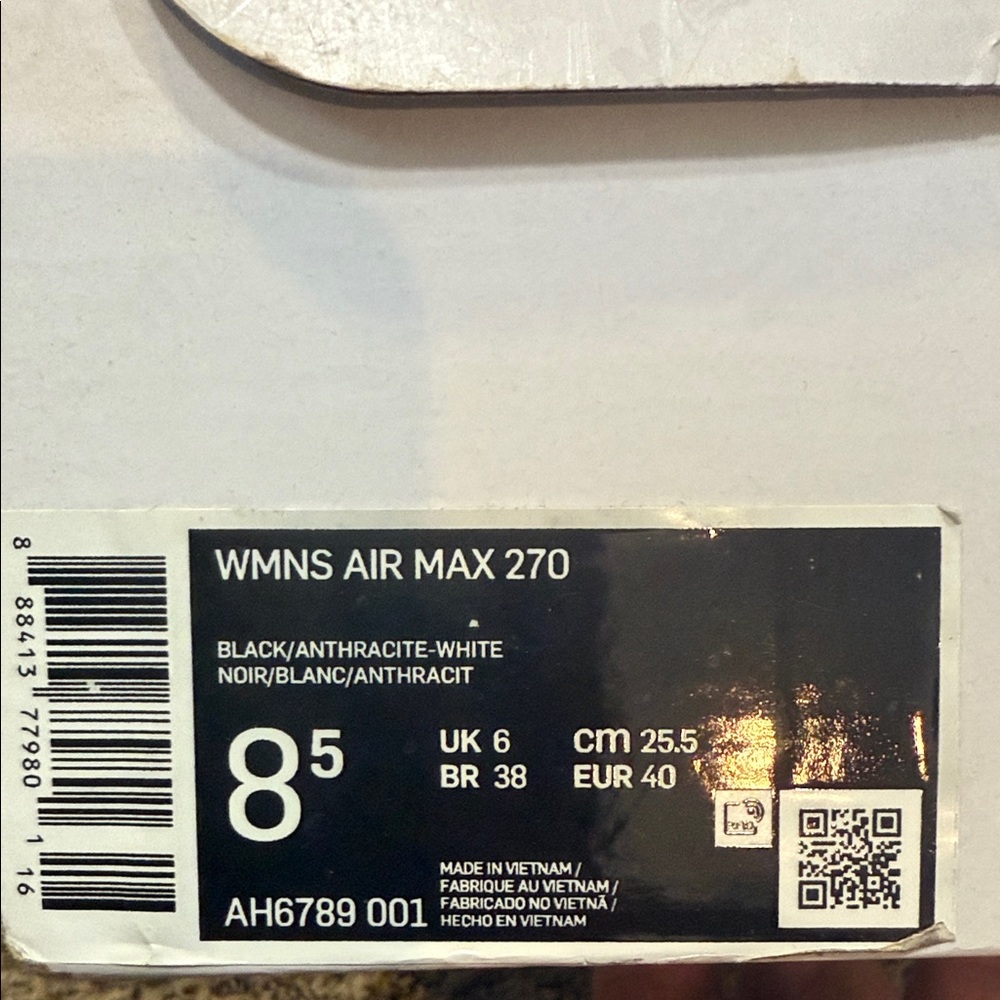 WMNS AIR MAX 270
BLACK/ANTHRACITE-WHITE
NOIR/BLANC/ANTHRACIT
8 5
UK 6 cm 25.5
BR 38 EUR 40
MADE IN VIETNAM /
FABRIQUE AU VIETNAM /
FABRICADO NO VIETNÃ /
HECHO EN VIETNAM
AH6789 001
8 88413 77980 1 16